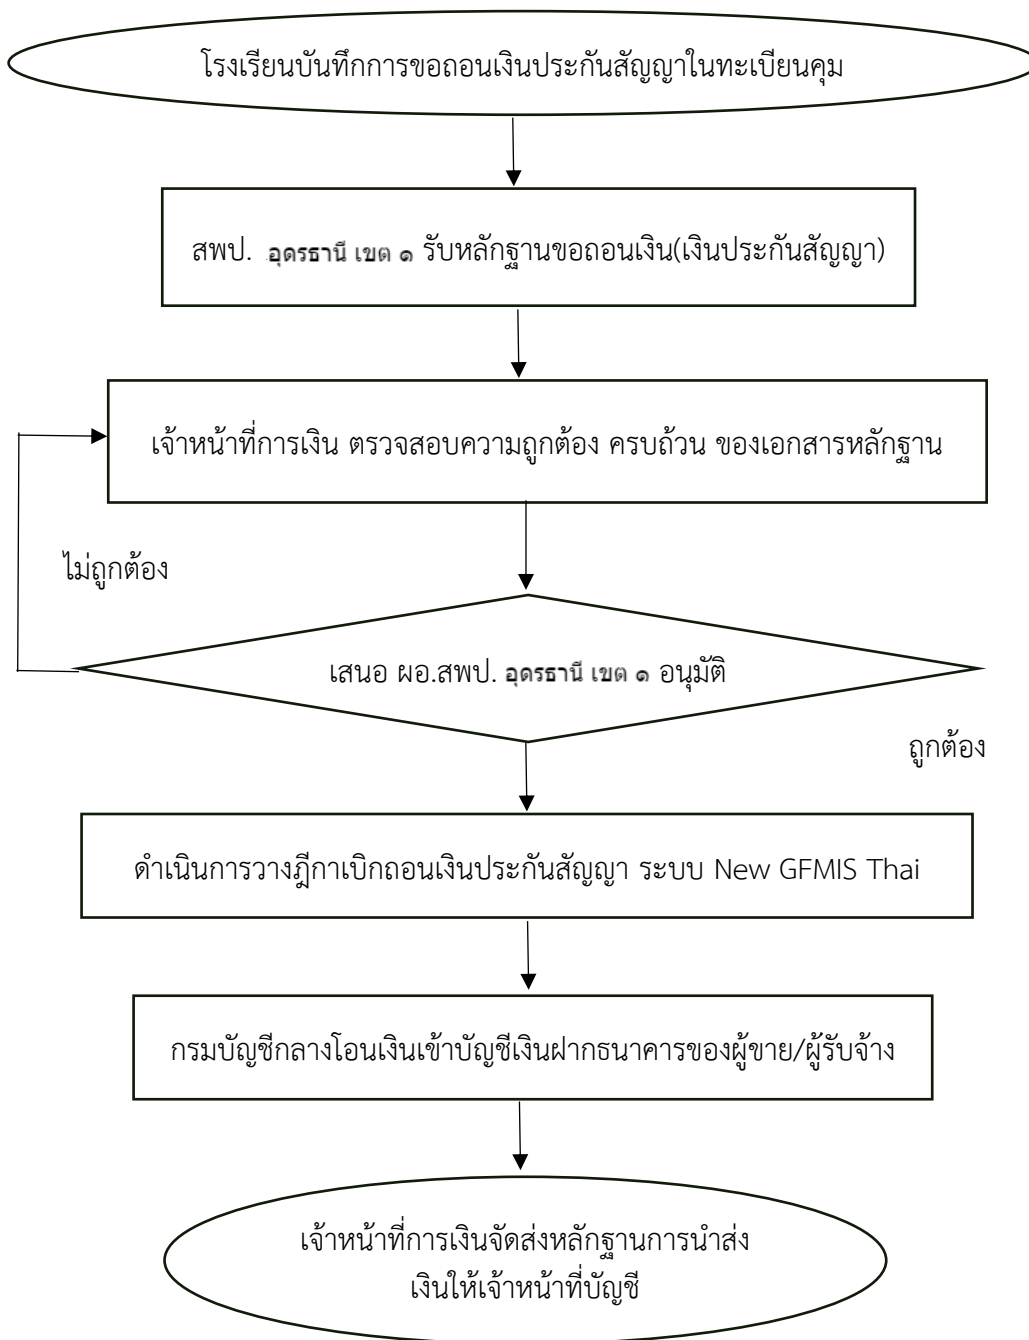 โรงเรียนบันทึกการขอถอนเงินประกันสัญญาในทะเบียนคุม
สพป. อุดรธานี เขต ๑ รับหลักฐานขอถอนเงิน(เงินประกันสัญญา)
เจ้าหน้าที่การเงิน ตรวจสอบความถูกต้อง ครบถ้วน ของเอกสารหลักฐาน
ไม่ถูกต้อง
เสนอ ผอ.สพป. อุดรธานี เขต ๑ อนุมัติ
ถูกต้อง
ดำเนินการวางฎีกาเบิกถอนเงินประกันสัญญา ระบบ New GFMIS Thai
กรมบัญชีกลางโอนเงินเข้าบัญชีเงินฝากธนาคารของผู้ขาย/ผู้รับจ้าง
เจ้าหน้าที่การเงินจัดส่งหลักฐานการนำส่ง
เงินให้เจ้าหน้าที่บัญชี